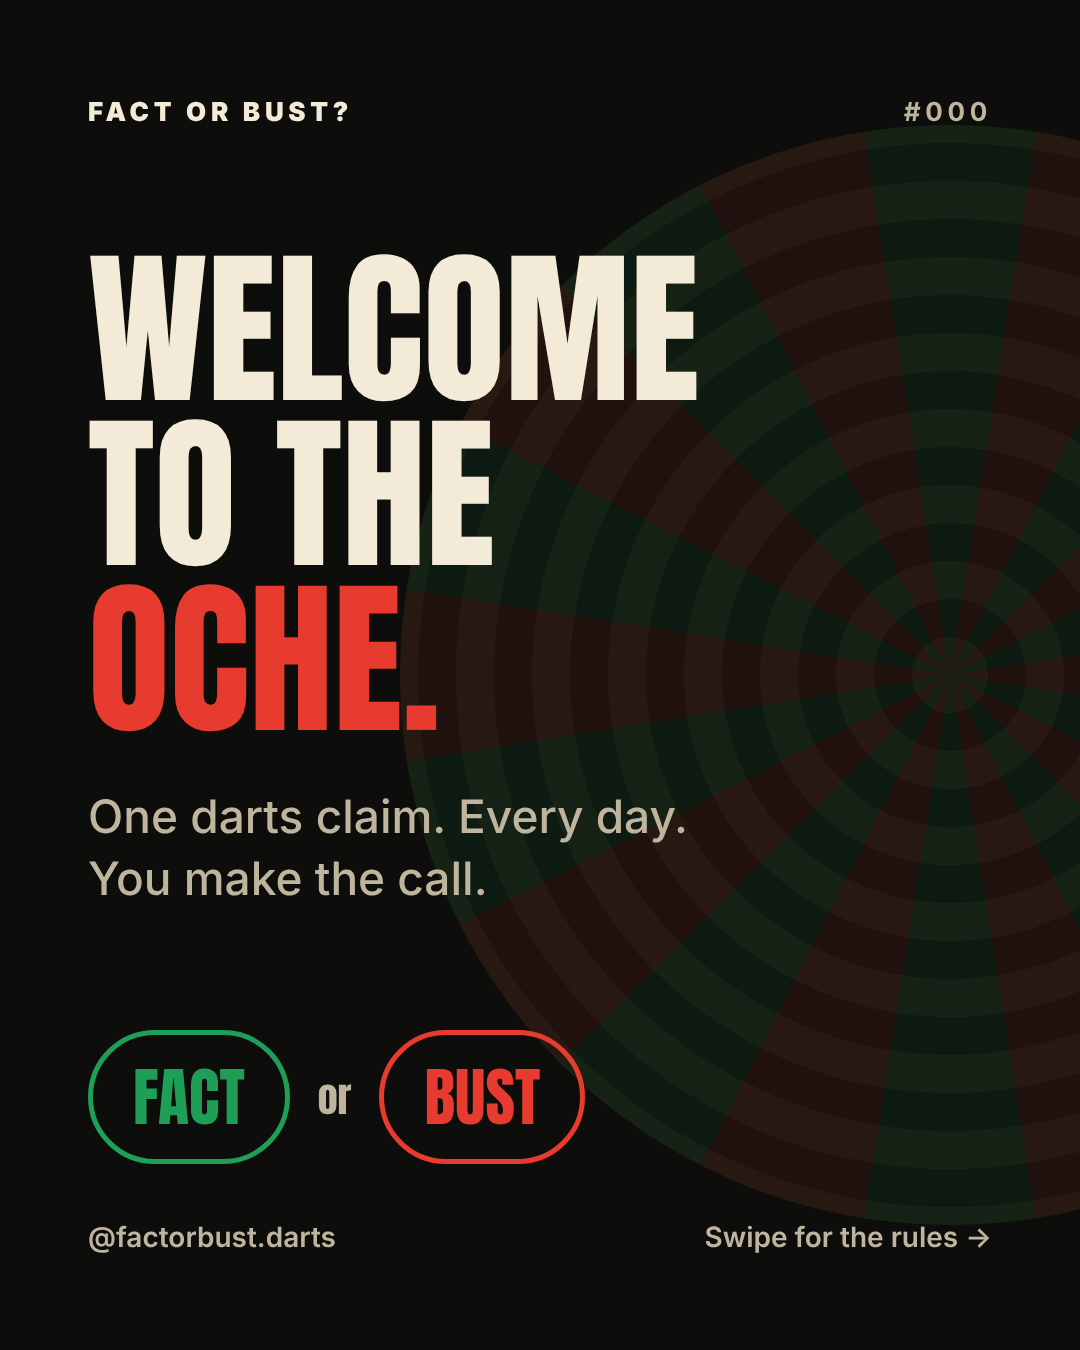 FACT OR BUST?
#000
WELCOME
TO THE
OCHE.
One darts claim. Every day.
You make the call.
FACT or BUST
@factorbust.darts
Swipe for the rules →